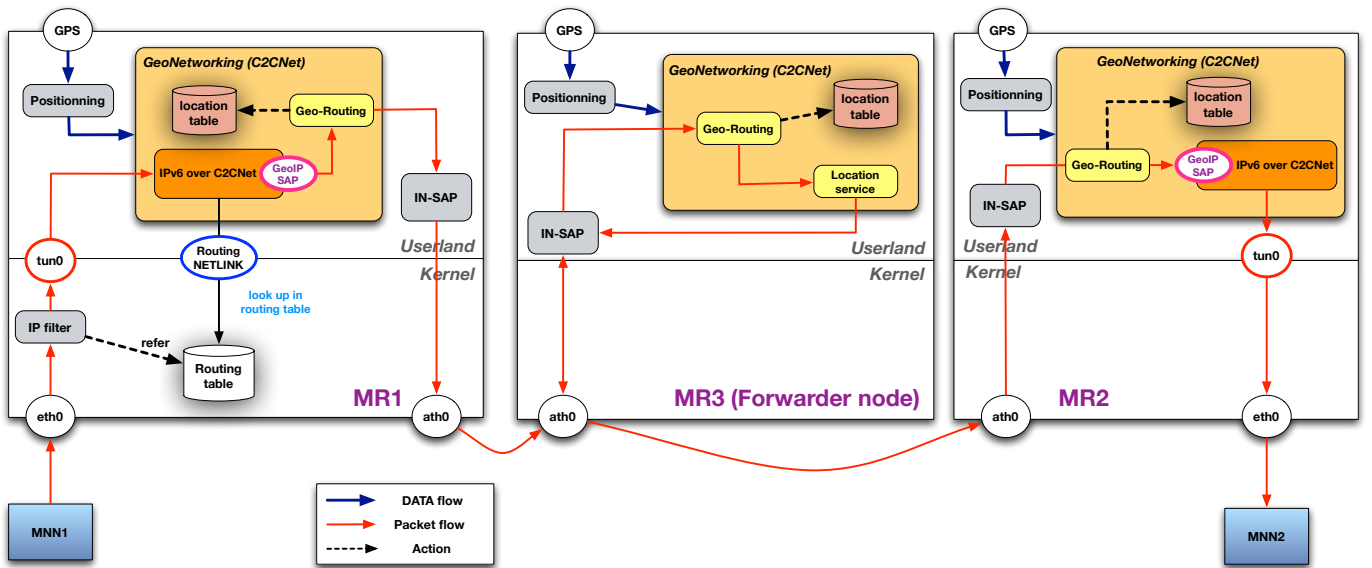 GPS
Positionning
GeoNetworking (C2CNet)
location
table
Geo-Routing
IPv6 over C2CNet
GeoIP
SAP
IN-SAP
Userland
Kernel
tun0
Routing
NETLINK
look up in
routing table
IP filter
refer
Routing
table
MR1
eth0
ath0
MNN1
GPS
Positionning
GeoNetworking (C2CNet)
location
table
Geo-Routing
Location
service
IN-SAP
Userland
Kernel
MR3 (Forwarder node)
ath0
GPS
Positionning
GeoNetworking (C2CNet)
location
table
Geo-Routing
GeoIP
SAP
IPv6 over C2CNet
IN-SAP
Userland
Kernel
tun0
MR2
ath0
eth0
MNN2
DATA flow
Packet flow
Action